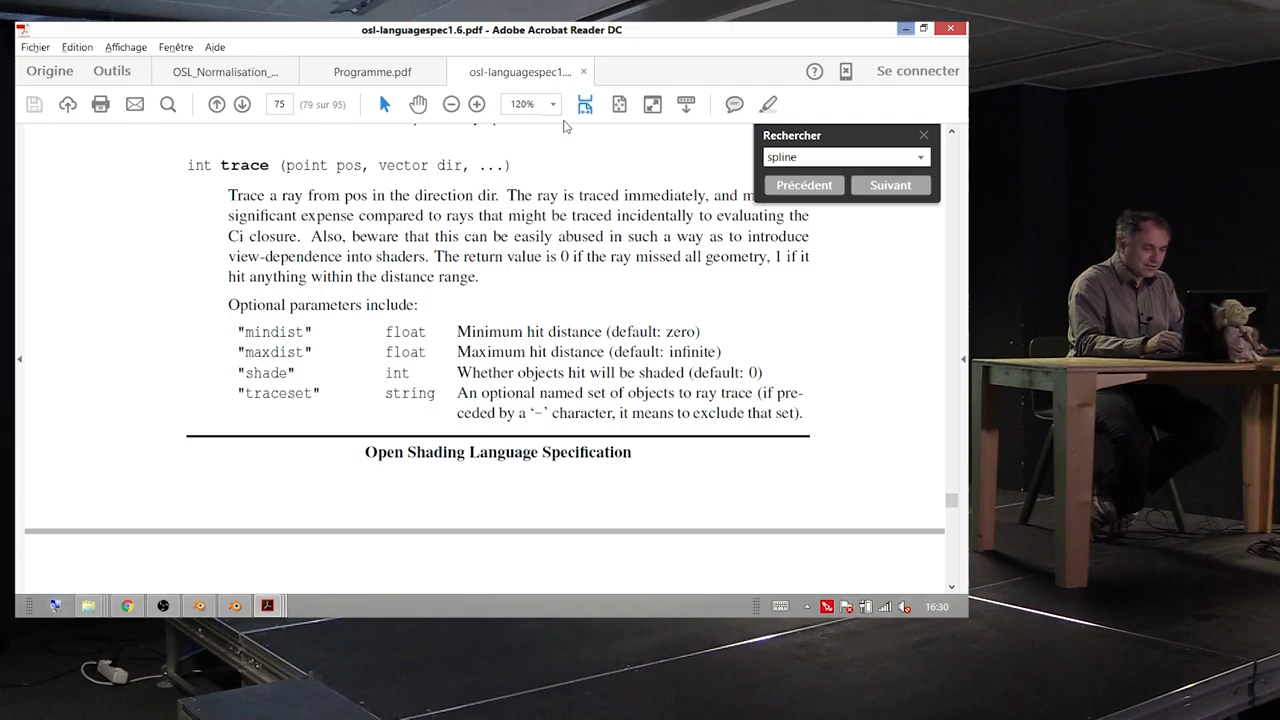 osl-languagespec1.6.pdf - Adobe Acrobat Reader DC
Fichier Edition Affichage Fenêtre Aide
Origine Outils OSL_Normalisation_... Programme.pdf osl-languagespec1.... × Se connecter
75 (79 sur 95) 120%
Rechercher
spline
Précédent Suivant
int trace (point pos, vector dir, ...)
Trace a ray from pos in the direction dir. The ray is traced immediately, and
significant expense compared to rays that might be traced incidentally to evaluating the
Ci closure. Also, beware that this can be easily abused in such a way as to introduce
view-dependence into shaders. The return value is 0 if the ray missed all geometry, 1 if it
hit anything within the distance range.
Optional parameters include:
"mindist" float Minimum hit distance (default: zero)
"maxdist" float Maximum hit distance (default: infinite)
"shade" int Whether objects hit will be shaded (default: 0)
"traceset" string An optional named set of objects to ray trace (if pre-
ceded by a ‘-’ character, it means to exclude that set).
Open Shading Language Specification
16:30